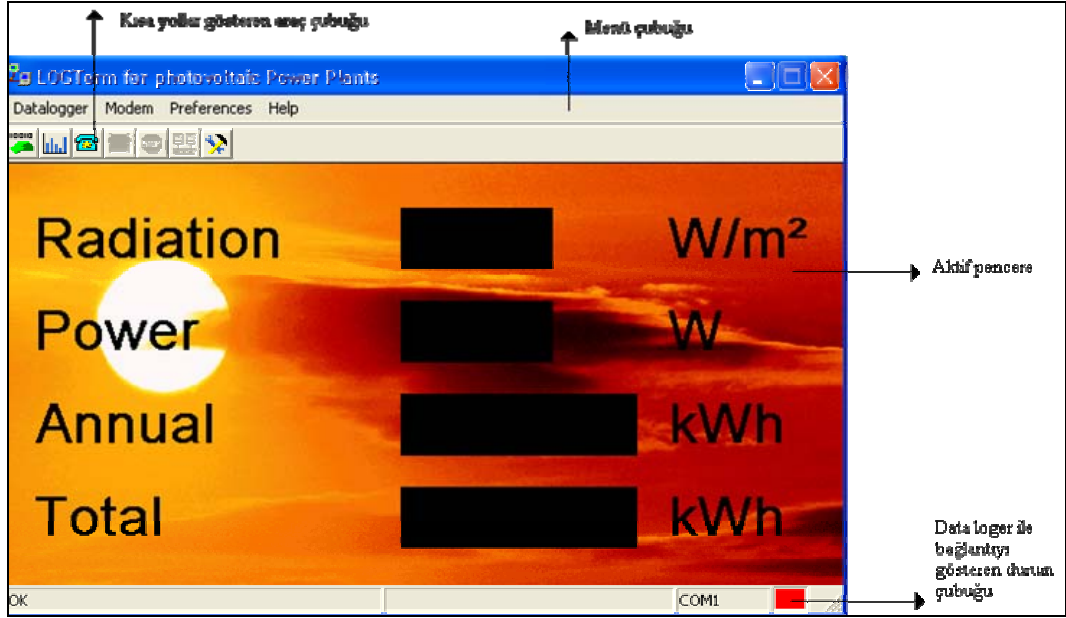 Kısa yollar gösteren araç çubuğu
Menü çubuğu
LOGTerm for photovoltaic Power Plants
Datalogger Modem Preferences Help
Radiation W/m²
Aktif pencere
Power W
Annual kWh
Total kWh
Data loger ile
bağlantıyı
gösteren durum
çubuğu
OK COM1